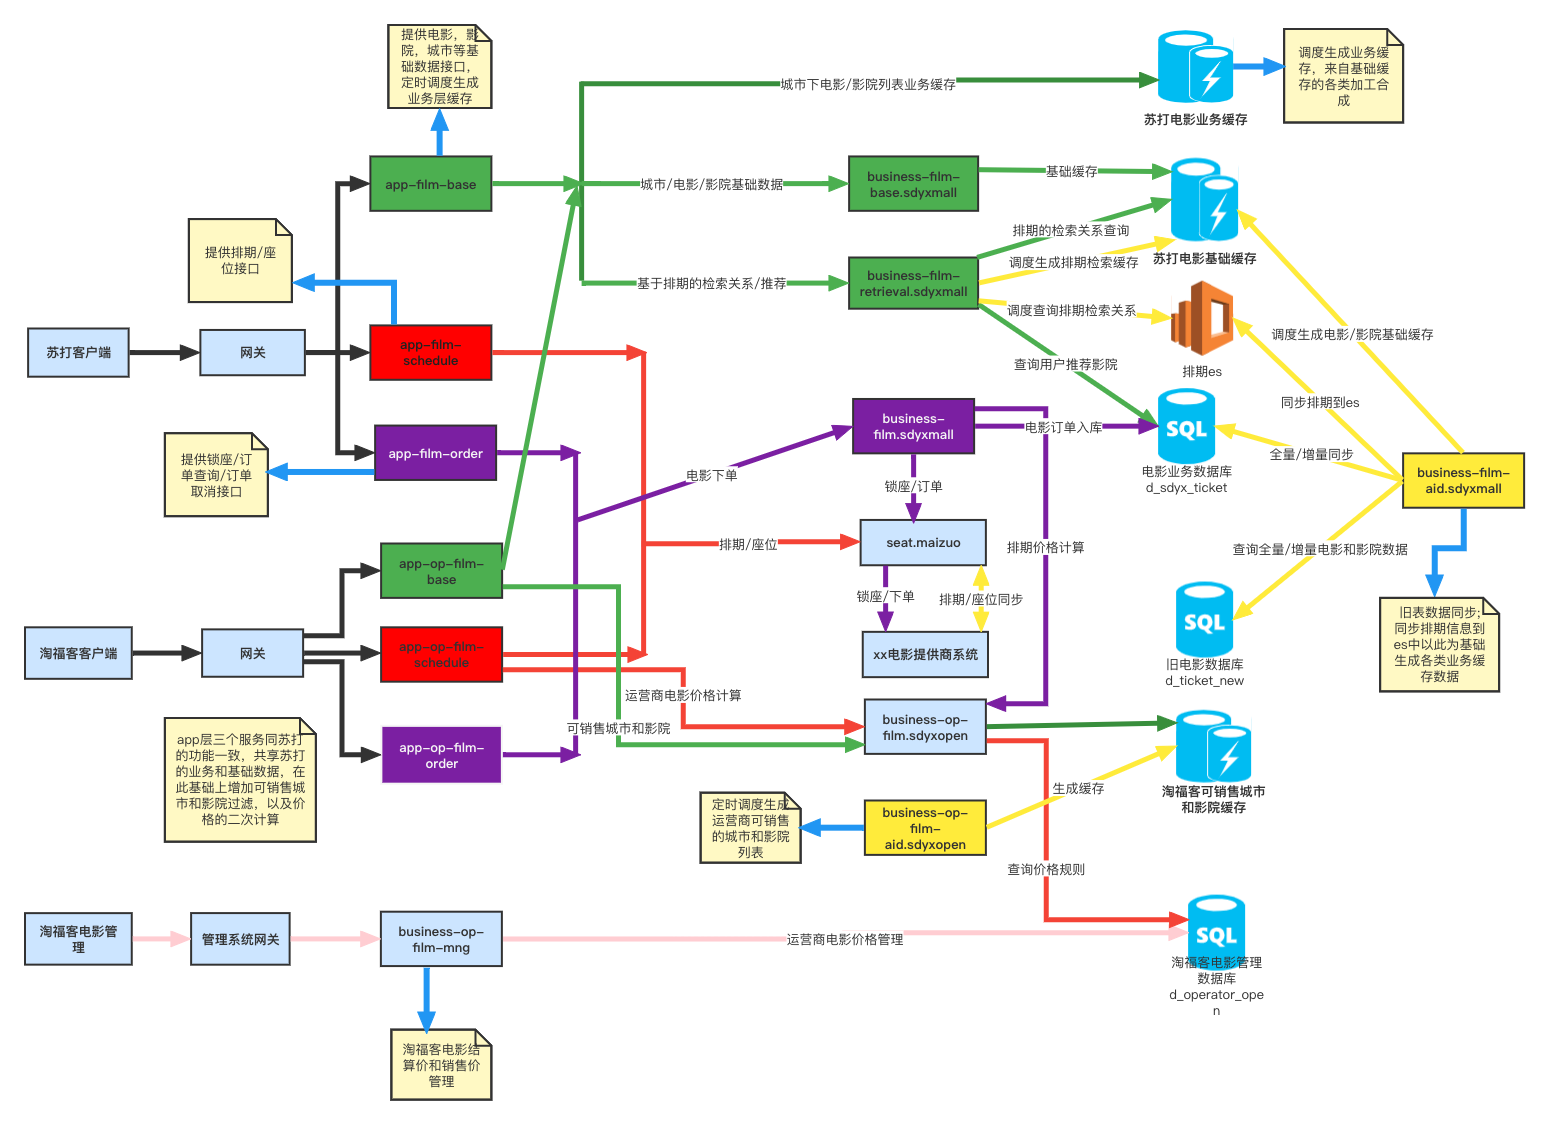 提供电影，影
院，城市等基
础数据接口，
定时调度生成
业务层缓存
城市下电影/影院列表业务缓存
苏打电影业务缓存
调度生成业务缓
存，来自基础缓
存的各类加工合
成
app-film-base
城市/电影/影院基础数据
business-film-
base.sdyxmall
基础缓存
苏打电影基础缓存
提供排期/座
位接口
基于排期的检索关系/推荐
business-film-
retrieval.sdyxmall
排期的检索关系查询
调度生成排期检索缓存
调度查询排期检索关系
查询用户推荐影院
排期es
调度生成电影/影院基础缓存
同步排期到es
苏打客户端
网关
app-film-
schedule
提供锁座/订
单查询/订单
取消接口
app-film-order
电影下单
business-
film.sdyxmall
电影订单入库
SQL
电影业务数据库
d_sdyx_ticket
全量/增量同步
business-film-
aid.sdyxmall
锁座/订单
排期/座位
seat.maizuo
排期价格计算
查询全量/增量电影和影院数据
锁座/下单
排期/座位同步
xx电影提供商系统
SQL
旧电影数据库
d_ticket_new
旧表数据同步;
同步排期信息到
es中以此为基础
生成各类业务缓
存数据
淘福客客户端
网关
app-op-film-
base
app-op-film-
schedule
运营商电影价格计算
可销售城市和影院
business-op-
film.sdyxopen
app层三个服务同苏打
的功能一致，共享苏打
的业务和基础数据，在
此基础上增加可销售城
市和影院过滤，以及价
格的二次计算
app-op-film-
order
淘福客可销售城市
和影院缓存
生成缓存
定时调度生成
运营商可销售
的城市和影院
列表
business-op-
film-
aid.sdyxopen
查询价格规则
淘福客电影管
理
管理系统网关
business-op-
film-mng
运营商电影价格管理
SQL
淘福客电影管理
数据库
d_operator_ope
n
淘福客电影结
算价和销售价
管理